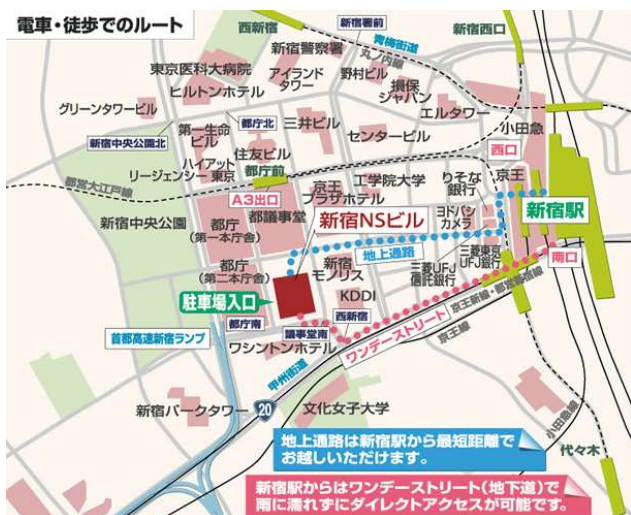 電車・徒歩でのルート
西新宿
新宿署前
青梅街道
新宿西口
新宿警察署
丸ノ内線
東京医科大病院
アイランド
タワー
野村ビル
損保
ジャパン
ヒルトンホテル
エルタワー
グリーンタワービル
都庁北
三井ビル
小田急
新宿中央公園北
第一生命
ビル
センタービル
住友ビル
西口
ハイアット
リージェンシー 東京
都庁前
工学院大学
京王
都営大江戸線
A3出口
京王
プラザホテル
りそな
銀行
新宿駅
新宿中央公園
都庁
(第一本庁舎)
都議事堂
新宿NSビル
ヨドバシ
カメラ
地上通路
三菱東京
UFJ銀行
南口
都庁
(第二本庁舎)
新宿
モノリス
三菱UFJ
信託銀行
京王新線・都営新宿線
駐車場入口
KDDI
京王線
都庁南
議事堂南
西新宿
ワンデーストリート
首都高速新宿ランプ
ワシントンホテル
甲州街道
新宿パークタワー
20
文化女子大学
小田急線
代々木
地上通路は新宿駅から最短距離で
お越しいただけます。
新宿駅からはワンデーストリート(地下道)で
雨に濡れずにダイレクトアクセスが可能です。